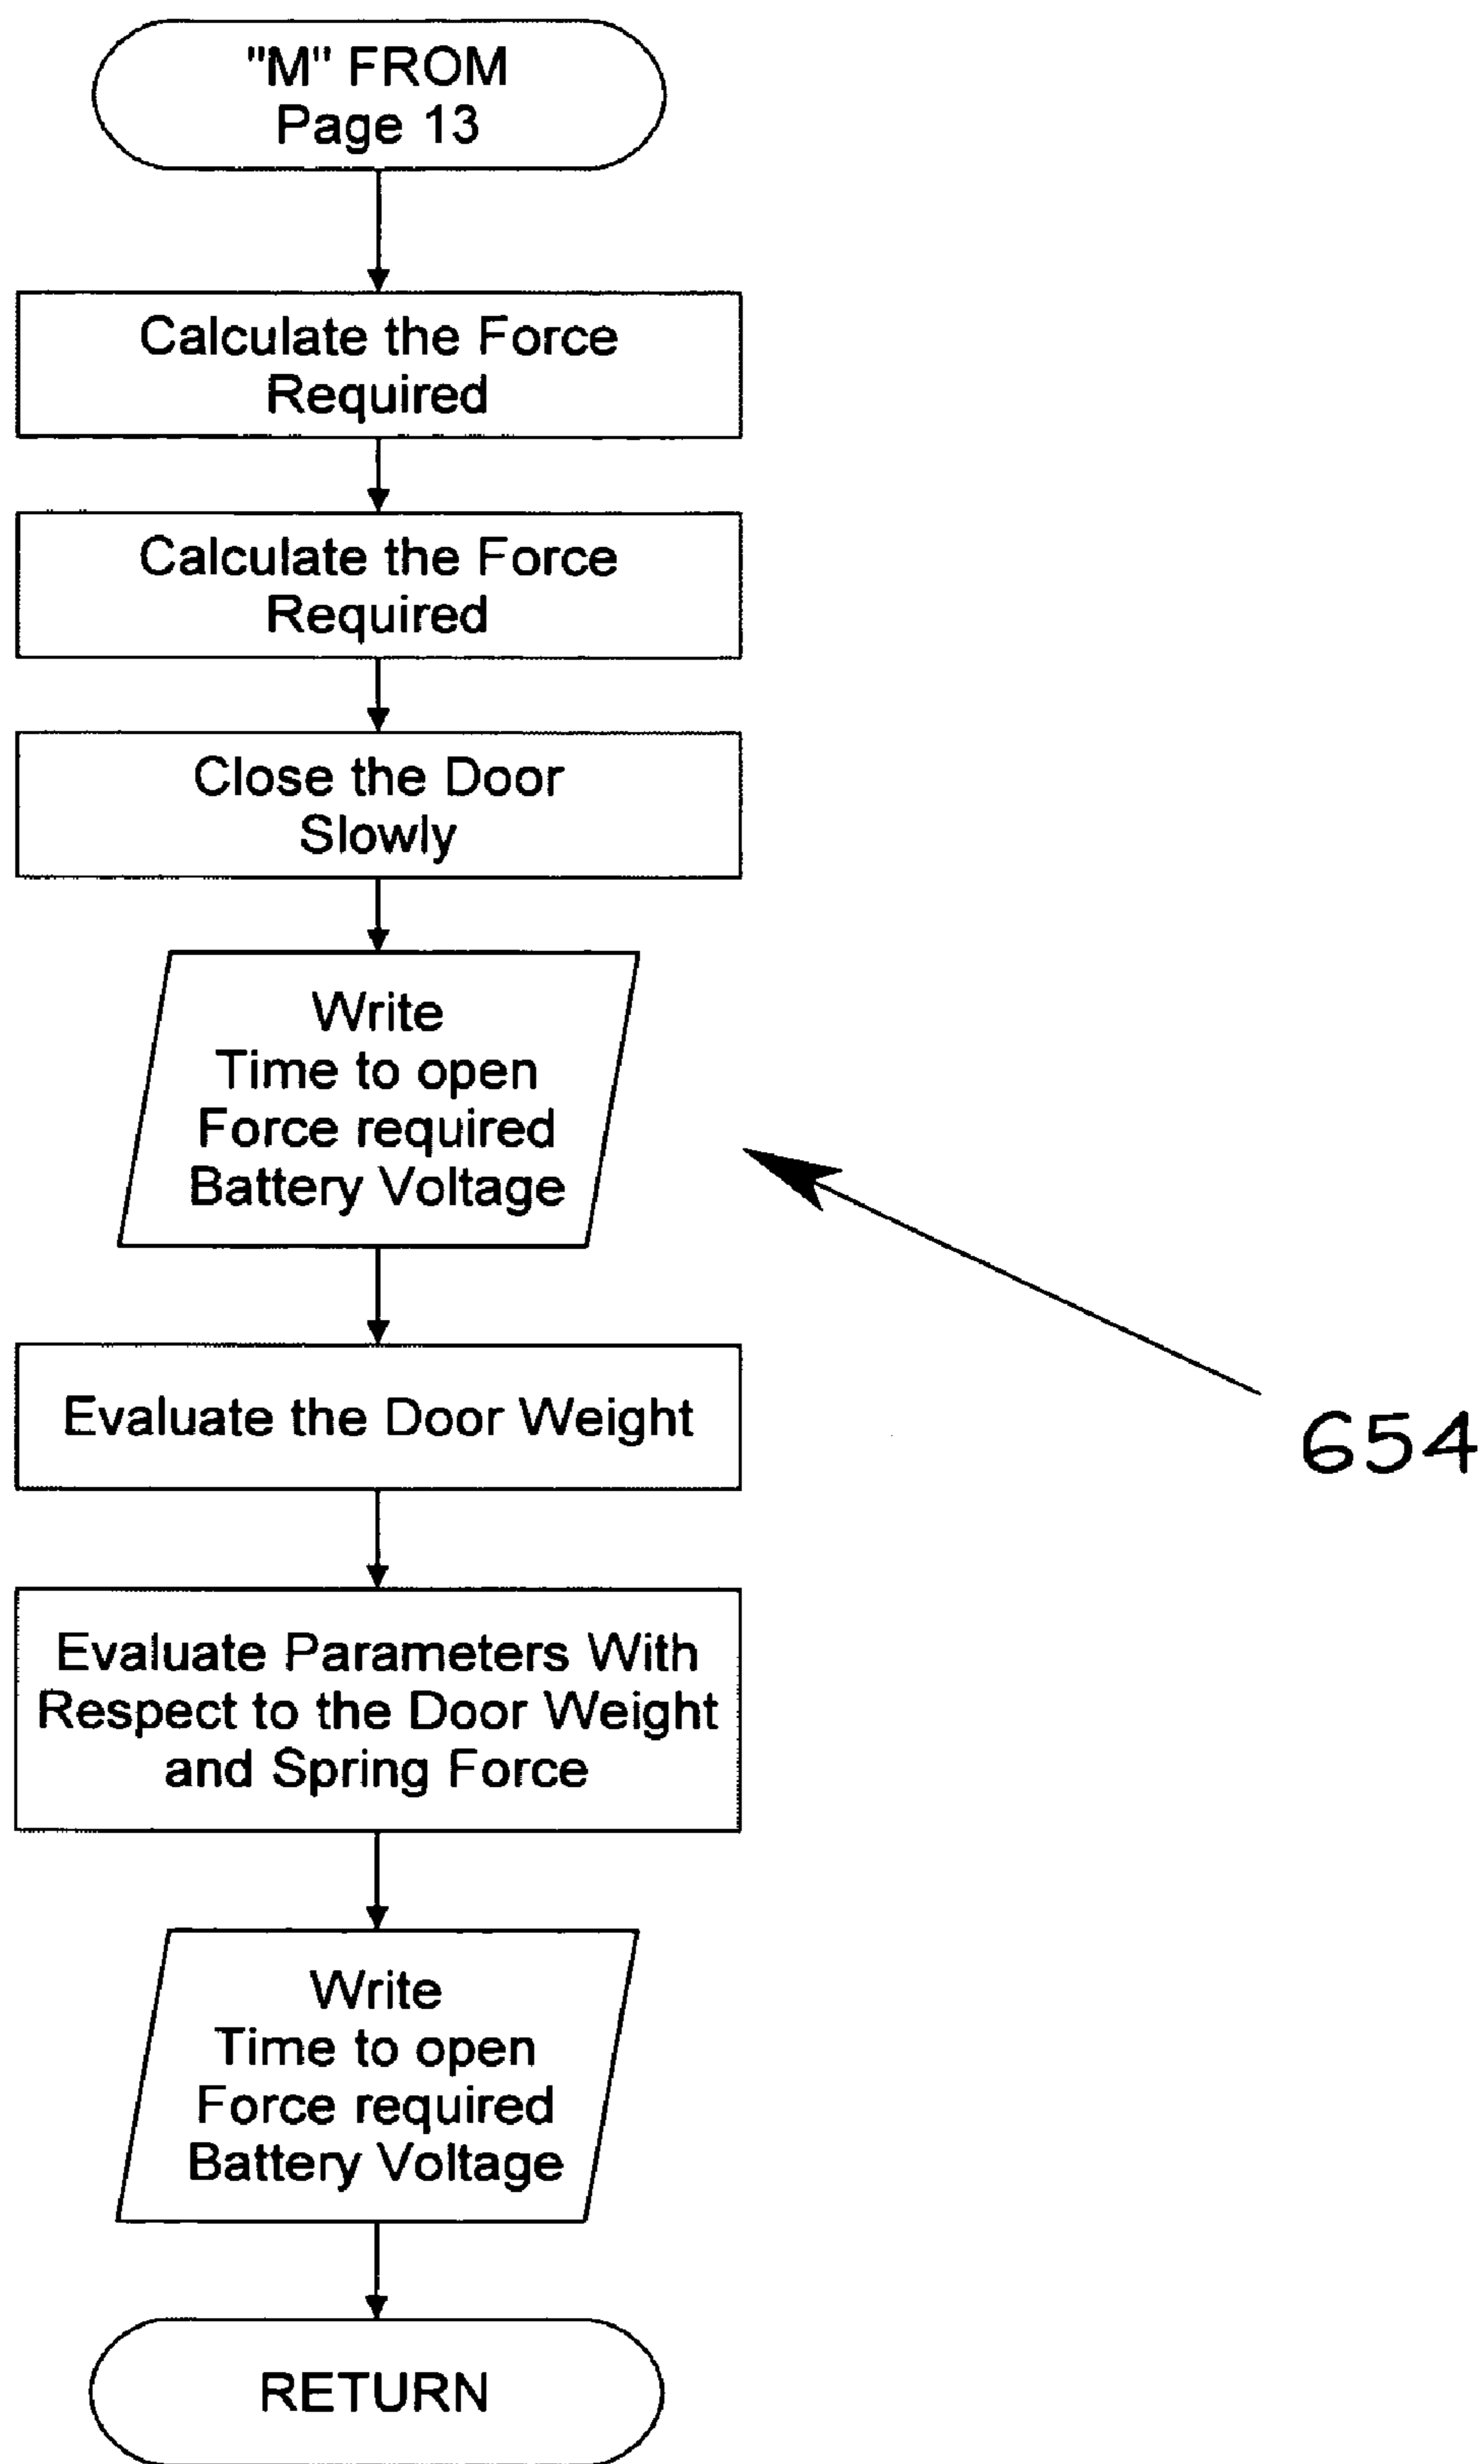 "M" FROM
Page 13
Calculate the Force
Required
Calculate the Force
Required
Close the Door
Slowly
Write
Time to open
Force required
Battery Voltage
654
Evaluate the Door Weight
Evaluate Parameters With
Respect to the Door Weight
and Spring Force
Write
Time to open
Force required
Battery Voltage
RETURN